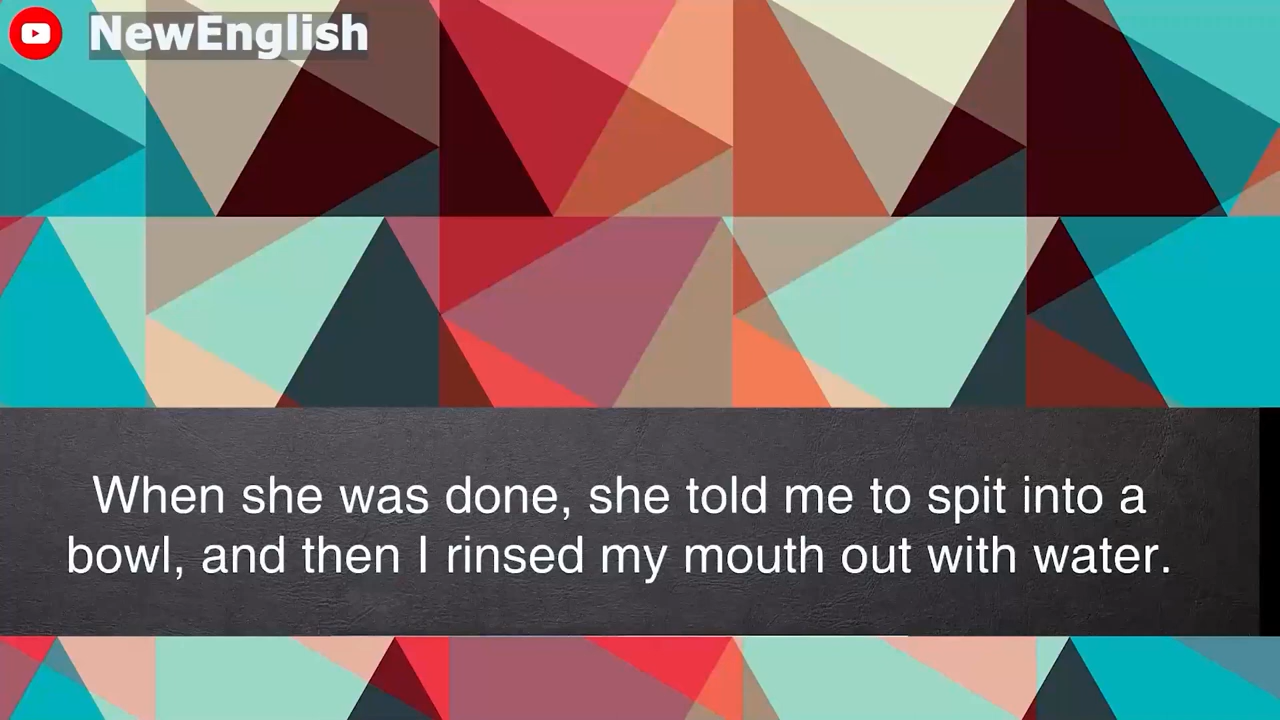 NewEnglish
When she was done, she told me to spit into a
bowl, and then I rinsed my mouth out with water.